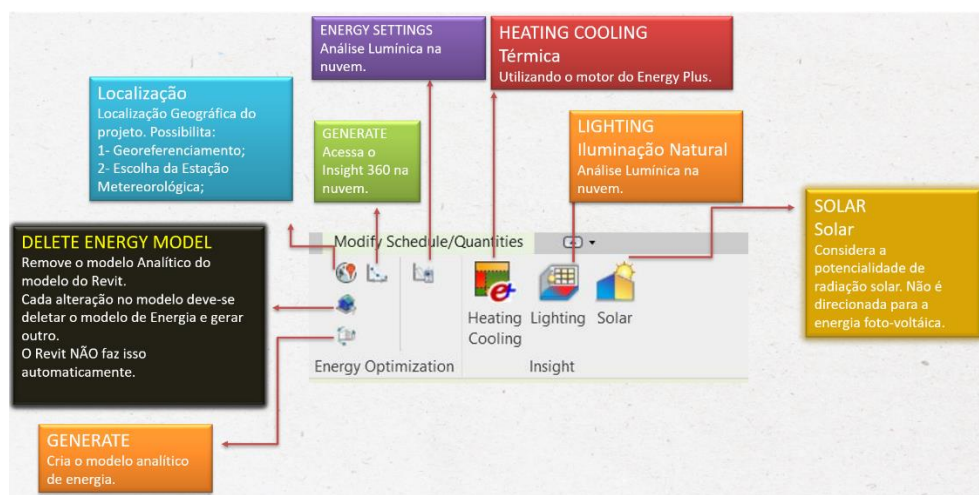 ENERGY SETTINGS
Análise Lumínica na
nuvem.
HEATING COOLING
Térmica
Utilizando o motor do Energy Plus.
Localização
Localização Geográfica do
projeto. Possibilita:
1- Georeferenciamento;
2- Escolha da Estação
Metereorológica;
GENERATE
Acessa o
Insight 360 na
nuvem.
LIGHTING
Iluminação Natural
Análise Lumínica na
nuvem.
SOLAR
Solar
Considera a
potencialidade de
radiação solar. Não é
direcionada para a
energia foto-voltáica.
DELETE ENERGY MODEL
Remove o modelo Analítico do
modelo do Revit.
Cada alteração no modelo deve-se
deletar o modelo de Energia e gerar
outro.
O Revit NÃO faz isso
automaticamente.
Modify Schedule/Quantities
Heating Cooling
Lighting
Solar
Energy Optimization
Insight
GENERATE
Cria o modelo analítico
de energia.